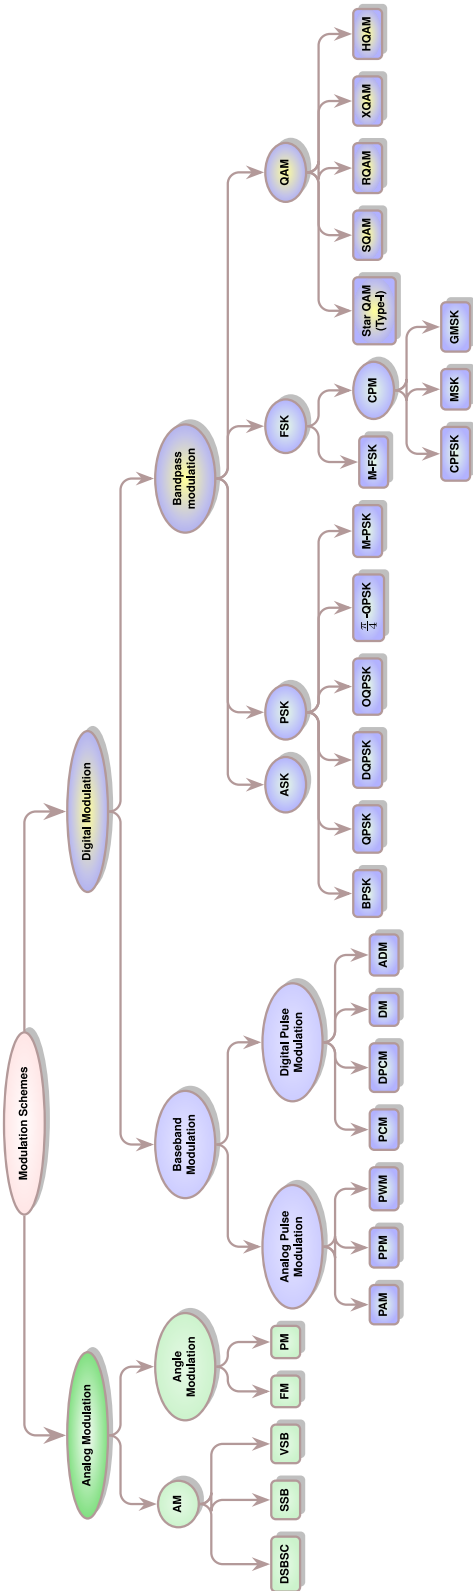 Modulation Schemes
Analog Modulation
Digital Modulation
AM
Angle
Modulation
Baseband
Modulation
Bandpass
modulation
DSBSC
SSB
VSB
FM
PM
Analog Pulse
Modulation
Digital Pulse
Modulation
ASK
PSK
FSK
QAM
PAM
PPM
PWM
PCM
DPCM
DM
ADM
BPSK
QPSK
DQPSK
OQPSK
π/4-QPSK
M-PSK
M-FSK
CPM
Star QAM
(Type-I)
SQAM
RQAM
XQAM
HQAM
CPFSK
MSK
GMSK